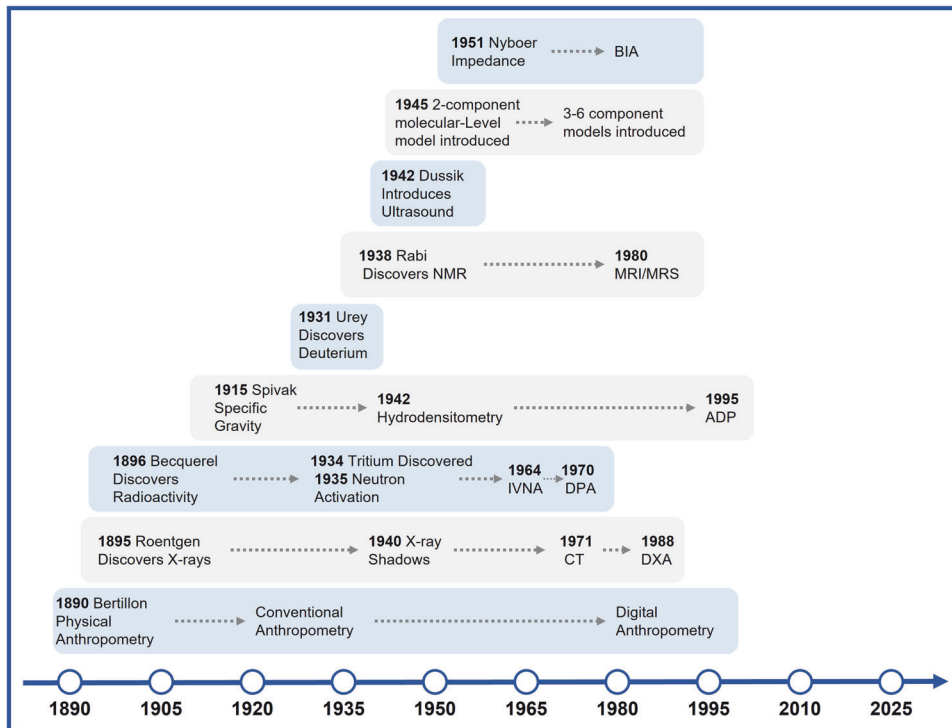 1951 Nyboer
Impedance
BIA
1945 2-component
molecular-Level
model introduced
3-6 component
models introduced
1942 Dussik
Introduces
Ultrasound
1938 Rabi
Discovers NMR
1980
MRI/MRS
1931 Urey
Discovers
Deuterium
1915 Spivak
Specific
Gravity
1942
Hydrodensitometry
1995
ADP
1896 Becquerel
Discovers
Radioactivity
1934 Tritium Discovered
1935 Neutron
Activation
1964
IVNA
1970
DPA
1895 Roentgen
Discovers X-rays
1940 X-ray
Shadows
1971
CT
1988
DXA
1890 Bertillon
Physical
Anthropometry
Conventional
Anthropometry
Digital
Anthropometry
1890 1905 1920 1935 1950 1965 1980 1995 2010 2025